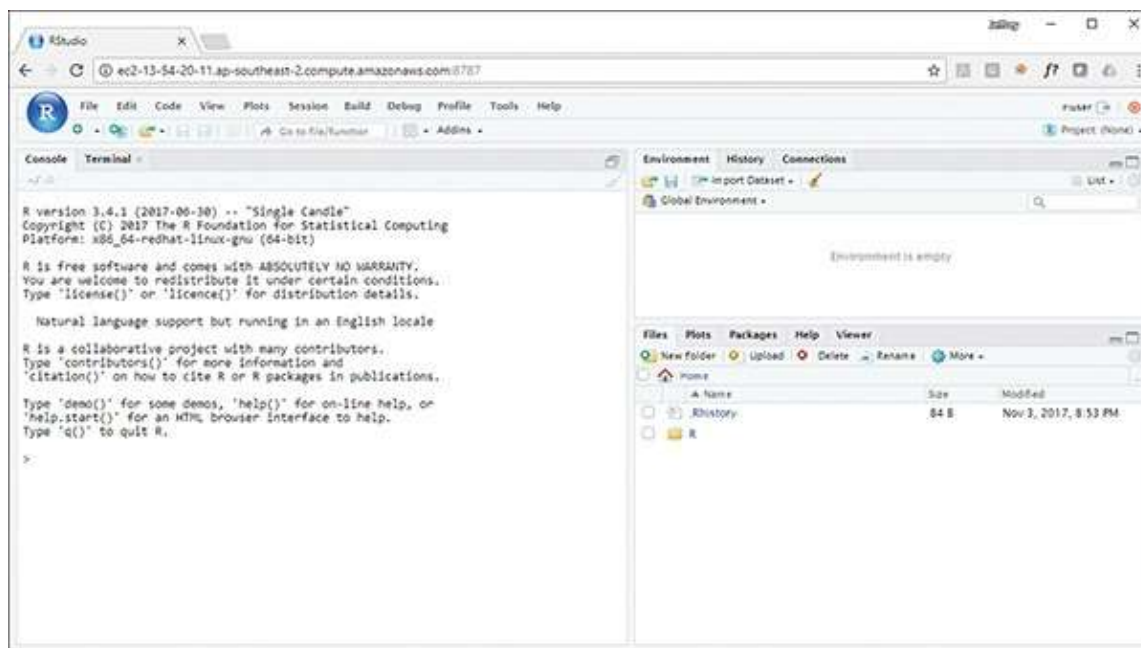 RStudio
ec2-13-54-20-11.ap-southeast-2.compute.amazonaws.com:8787
R File Edit Code View Plots Session Build Debug Profile Tools Help
ruser
Go to file/function Addins
Project: (None)
Console Terminal
~/
R version 3.4.1 (2017-06-30) -- "Single Candle"
Copyright (C) 2017 The R Foundation for Statistical Computing
Platform: x86_64-redhat-linux-gnu (64-bit)
R is free software and comes with ABSOLUTELY NO WARRANTY.
You are welcome to redistribute it under certain conditions.
Type 'license()' or 'licence()' for distribution details.
Natural language support but running in an English locale
R is a collaborative project with many contributors.
Type 'contributors()' for more information and
'citation()' on how to cite R or R packages in publications.
Type 'demo()' for some demos, 'help()' for on-line help, or
'help.start()' for an HTML browser interface to help.
Type 'q()' to quit R.
>
Environment History Connections
Import Dataset List
Global Environment
Environment is empty
Files Plots Packages Help Viewer
New Folder Upload Delete Rename More
Home
Name Size Modified
.Rhistory 84 B Nov 3, 2017, 8:53 PM
R